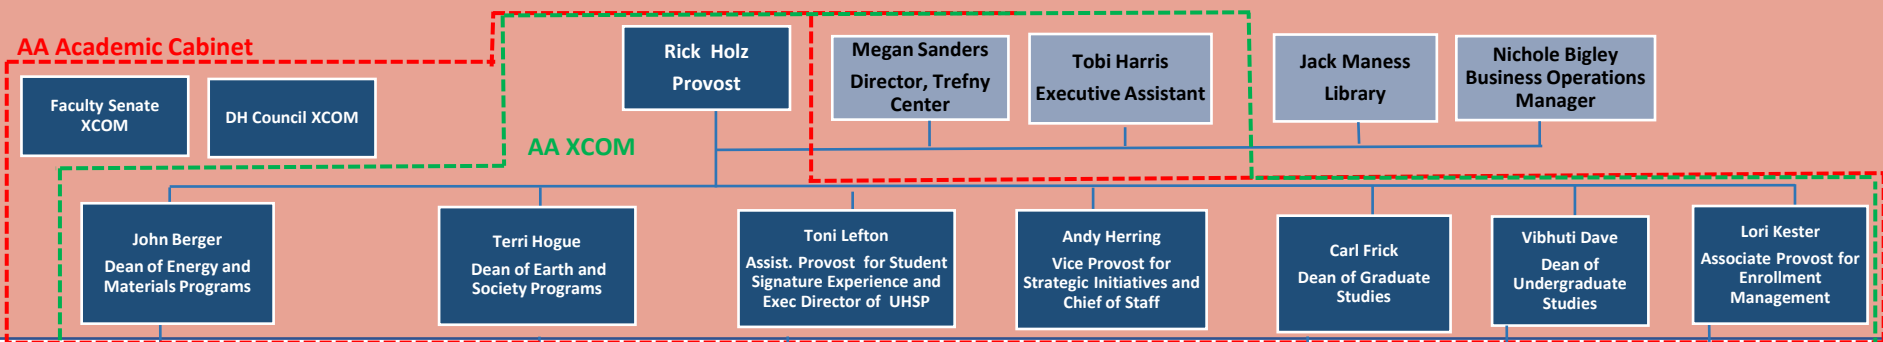 AA Academic Cabinet
Faculty Senate
XCOM
DH Council XCOM
AA XCOM
Rick Holz
Provost
Megan Sanders
Director, Trefny
Center
Tobi Harris
Executive Assistant
Jack Maness
Library
Nichole Bigley
Business Operations
Manager
John Berger
Dean of Energy and
Materials Programs
Terri Hogue
Dean of Earth and
Society Programs
Toni Lefton
Assist. Provost for Student
Signature Experience and
Exec Director of UHSP
Andy Herring
Vice Provost for
Strategic Initiatives and
Chief of Staff
Carl Frick
Dean of Graduate
Studies
Vibhuti Dave
Dean of
Undergraduate
Studies
Lori Kester
Associate Provost for
Enrollment
Management